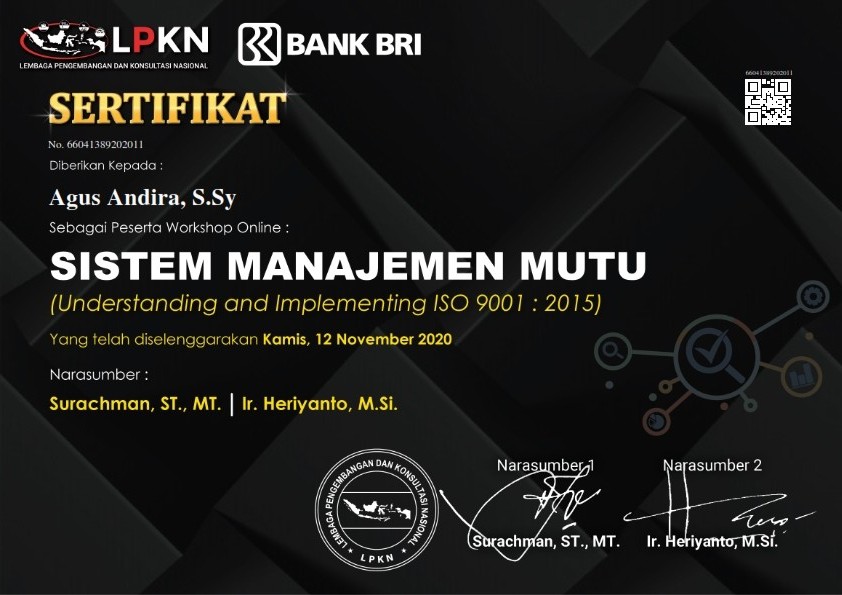 LPKN
LEMBAGA PENGEMBANGAN DAN KONSULTASI NASIONAL
BANK BRI
66041389202011
SERTIFIKAT
No. 66041389202011
Diberikan Kepada :
Agus Andira, S.Sy
Sebagai Peserta Workshop Online :
SISTEM MANAJEMEN MUTU
(Understanding and Implementing ISO 9001 : 2015)
Yang telah diselenggarakan Kamis, 12 November 2020
Narasumber :
Surachman, ST., MT. | Ir. Heriyanto, M.Si.
LEMBAGA PENGEMBANGAN DAN KONSULTASI NASIONAL
LPKN
Narasumber 1
Surachman, ST., MT.
Narasumber 2
Ir. Heriyanto, M.Si.